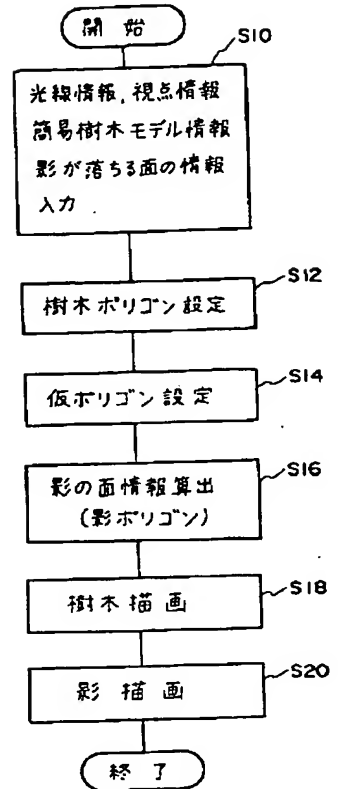 開始
S10
光線情報,視点情報
簡易樹木モデル情報
影が落ちる面の情報
入力
S12
樹木ポリゴン設定
S14
仮ポリゴン設定
S16
影の面情報算出
(影ポリゴン)
S18
樹木描画
S20
影描画
終了